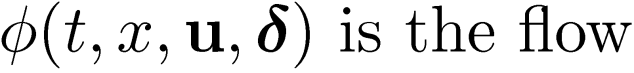 ϕ(t, x, 𝐮, 𝜹) is the flow